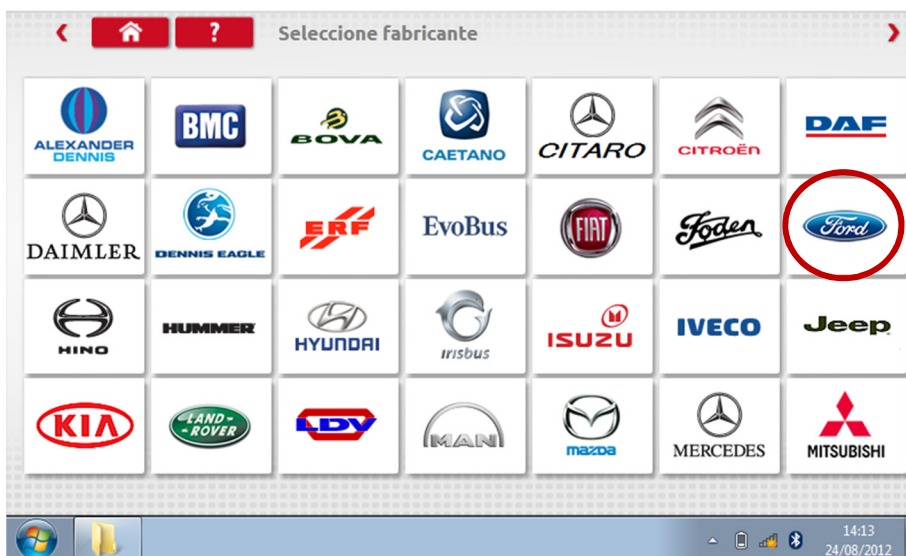 ? Seleccione fabricante
ALEXANDER
DENNIS
BMC
BOVA
CAETANO
CITARO
CITROËN
DAF
DAIMLER
DENNIS EAGLE
ERF
EvoBus
FIAT
Foden
Ford
HINO
HUMMER
HYUNDAI
irisbus
ISUZU
IVECO
Jeep
KIA
LAND-
-ROVER
LDV
MAN
mazda
MERCEDES
MITSUBISHI
14:13
24/08/2012